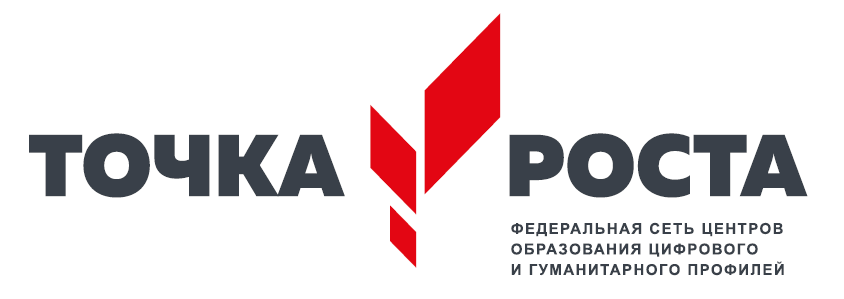 ТОЧКА РОСТА
ФЕДЕРАЛЬНАЯ СЕТЬ ЦЕНТРОВ
ОБРАЗОВАНИЯ ЦИФРОВОГО
И ГУМАНИТАРНОГО ПРОФИЛЕЙ